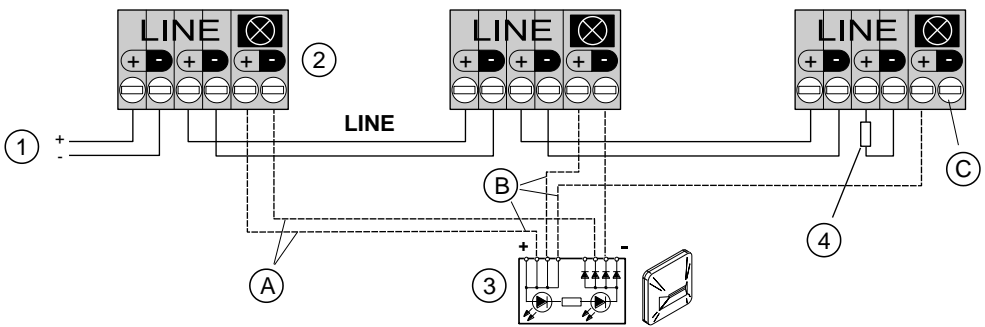 LINE LINE LINE
+ - + - + - + - + - + - + - + - + -
2
LINE
1 + -
B C
4
A + -
3